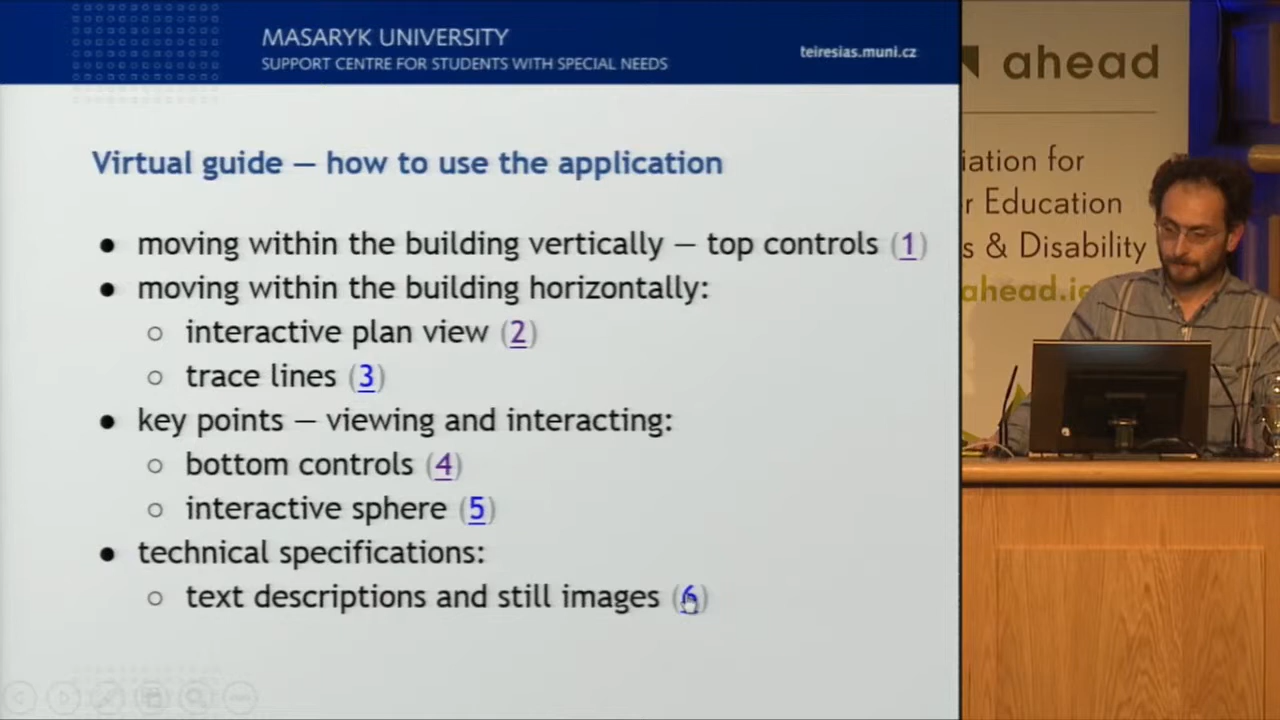 MASARYK UNIVERSITY
SUPPORT CENTRE FOR STUDENTS WITH SPECIAL NEEDS
teiresias.muni.cz
Virtual guide — how to use the application
● moving within the building vertically — top controls (1)
● moving within the building horizontally:
○ interactive plan view (2)
○ trace lines (3)
● key points — viewing and interacting:
○ bottom controls (4)
○ interactive sphere (5)
● technical specifications:
○ text descriptions and still images (6)
ahead
iation for
r Education
s & Disability
ahead.ie